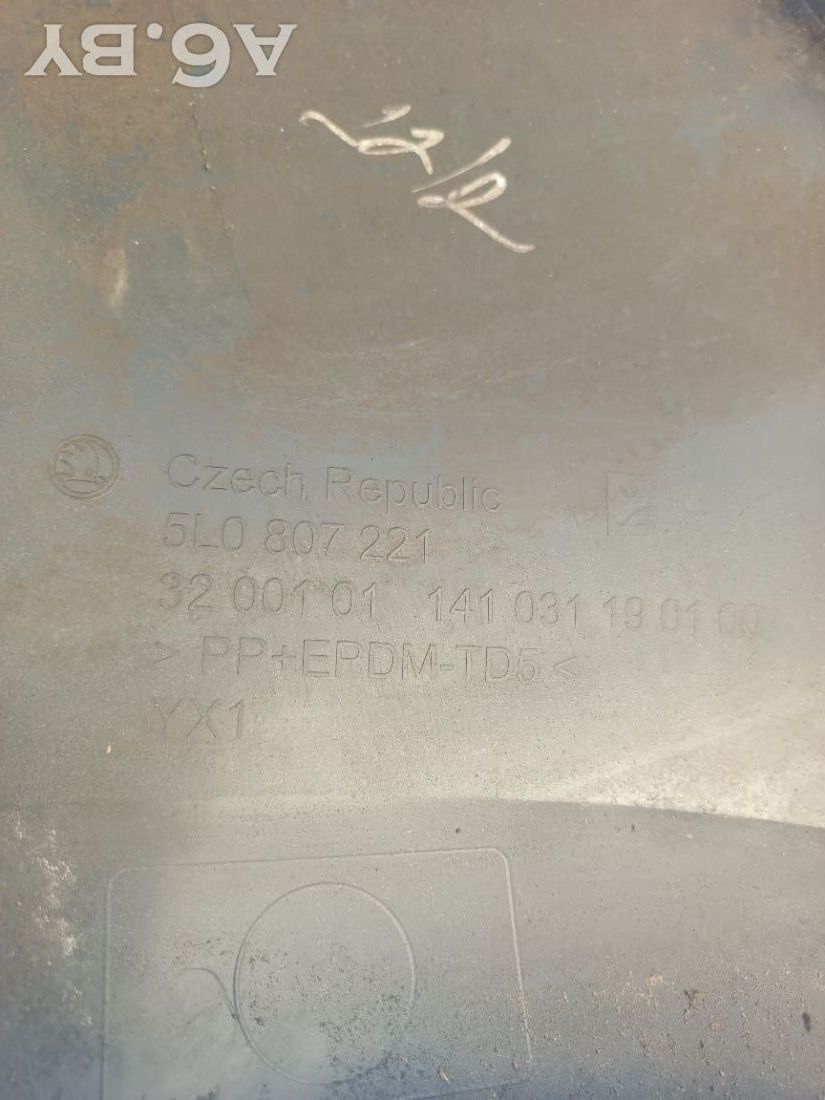 A6.BY
Czech Republic
5L0 807 221
32 001 01 141 031 19 01 00
> PP+EPDM-TD5 <
YX1